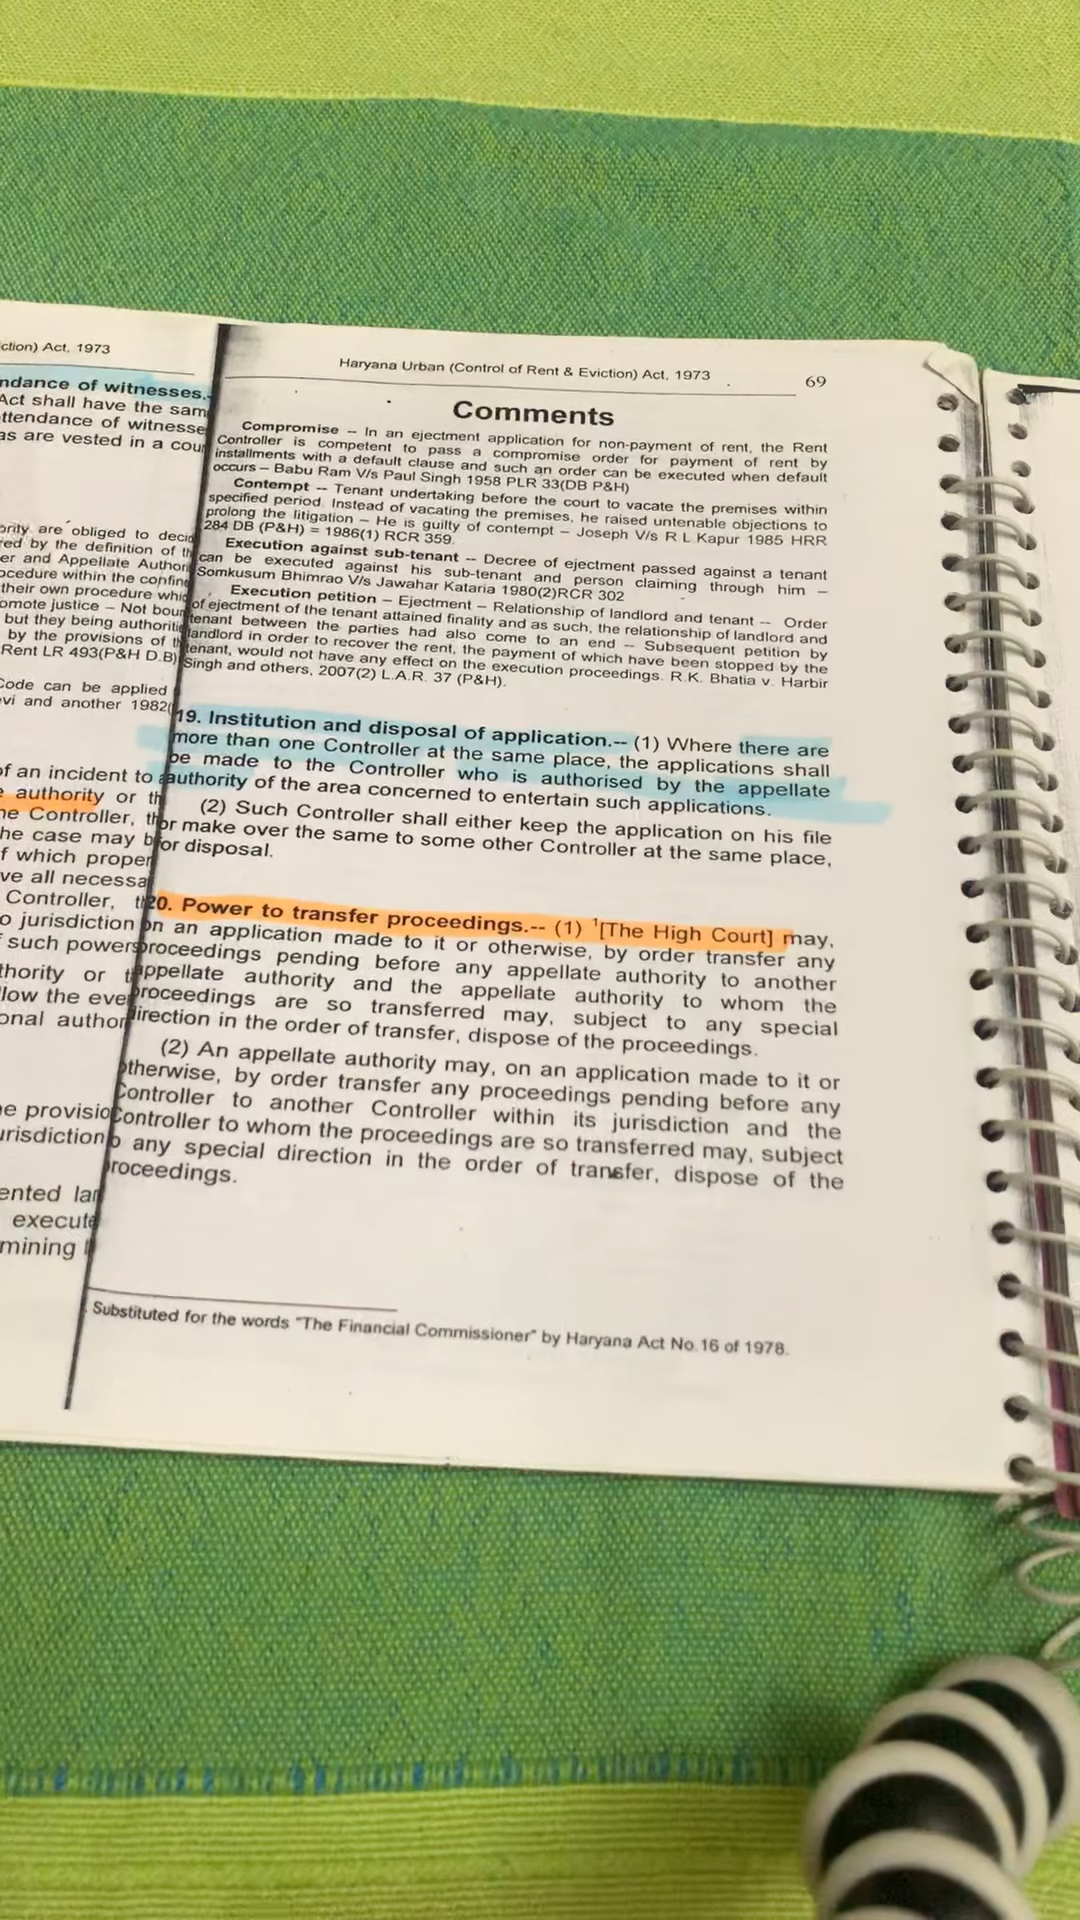 ction) Act, 1973
ndance of witnesses.
Act shall have the sam
ttendance of witnesse
as are vested in a cour
ority are obliged to decid
red by the definition of th
er and Appellate Author
ocedure within the confine
their own procedure whic
omote justice – Not boun
but they being authoritie
by the provisions of th
Rent LR 493(P&H D.B)
Code can be applied
evi and another 1982(
of an incident to
e authority or th
he Controller, th
he case may b
f which proper
ve all necessa
Controller, t
o jurisdiction
f such powers
thority or t
low the eve
onal author
e provisio
urisdiction
ented lan
execute
mining t
Haryana Urban (Control of Rent & Eviction) Act, 1973 69
Comments
Compromise -- In an ejectment application for non-payment of rent, the Rent
Controller is competent to pass a compromise order for payment of rent by
installments with a default clause and such an order can be executed when default
occurs – Babu Ram V/s Paul Singh 1958 PLR 33(DB P&H)
Contempt -- Tenant undertaking before the court to vacate the premises within
specified period. Instead of vacating the premises, he raised untenable objections to
prolong the litigation – He is guilty of contempt – Joseph V/s R L Kapur 1985 HRR
284 DB (P&H) = 1986(1) RCR 359.
Execution against sub-tenant -- Decree of ejectment passed against a tenant
can be executed against his sub-tenant and person claiming through him –
Somkusum Bhimrao V/s Jawahar Kataria 1980(2)RCR 302
Execution petition – Ejectment – Relationship of landlord and tenant -- Order
of ejectment of the tenant attained finality and as such, the relationship of landlord and
tenant between the parties had also come to an end -- Subsequent petition by
landlord in order to recover the rent, the payment of which have been stopped by the
tenant, would not have any effect on the execution proceedings. R.K. Bhatia v. Harbir
Singh and others, 2007(2) L.A.R. 37 (P&H).
19. Institution and disposal of application.-- (1) Where there are
more than one Controller at the same place, the applications shall
be made to the Controller who is authorised by the appellate
authority of the area concerned to entertain such applications.
(2) Such Controller shall either keep the application on his file
or make over the same to some other Controller at the same place,
for disposal.
20. Power to transfer proceedings.-- (1) ¹[The High Court] may,
on an application made to it or otherwise, by order transfer any
proceedings pending before any appellate authority to another
appellate authority and the appellate authority to whom the
proceedings are so transferred may, subject to any special
direction in the order of transfer, dispose of the proceedings.
(2) An appellate authority may, on an application made to it or
otherwise, by order transfer any proceedings pending before any
Controller to another Controller within its jurisdiction and the
Controller to whom the proceedings are so transferred may, subject
o any special direction in the order of transfer, dispose of the
proceedings.
Substituted for the words "The Financial Commissioner" by Haryana Act No.16 of 1978.